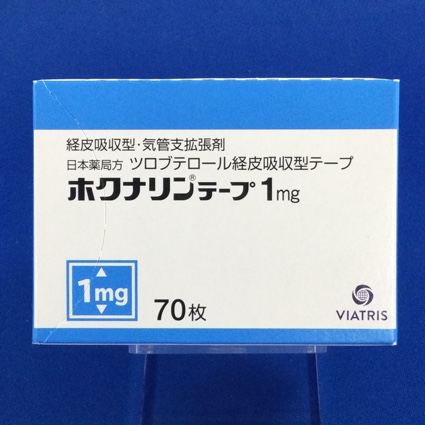 経皮吸収型・気管支拡張剤
日本薬局方 ツロブテロール経皮吸収型テープ
ホクナリン®テープ1mg
1mg
70枚
VIATRIS